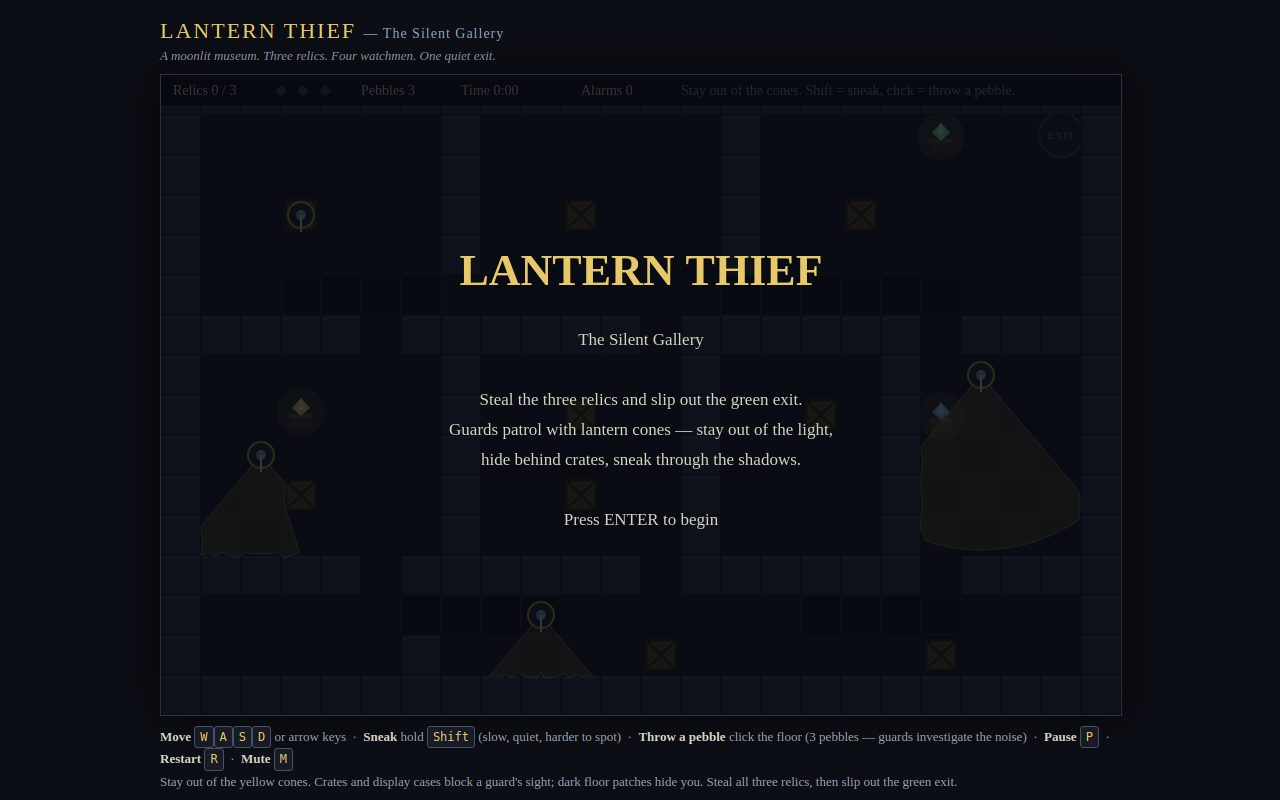 LANTERN THIEF — The Silent Gallery
A moonlit museum. Three relics. Four watchmen. One quiet exit.
Relics 0 / 3 Pebbles 3 Time 0:00 Alarms 0 Stay out of the cones. Shift = sneak, click = throw a pebble.
EXIT
LANTERN THIEF
The Silent Gallery
Steal the three relics and slip out the green exit.
Guards patrol with lantern cones — stay out of the light,
hide behind crates, sneak through the shadows.
Press ENTER to begin
Move W A S D or arrow keys · Sneak hold Shift (slow, quiet, harder to spot) · Throw a pebble click the floor (3 pebbles — guards investigate the noise) · Pause P ·
Restart R · Mute M
Stay out of the yellow cones. Crates and display cases block a guard's sight; dark floor patches hide you. Steal all three relics, then slip out the green exit.